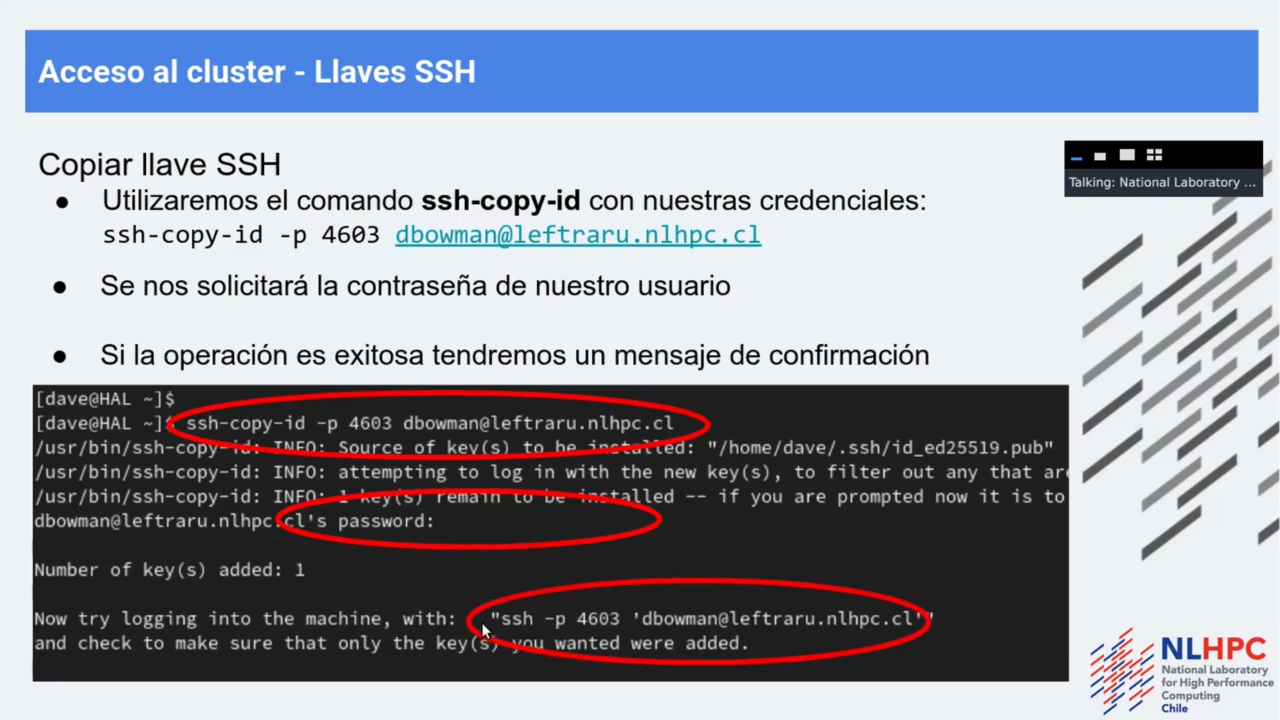 Acceso al cluster - Llaves SSH
Copiar llave SSH
● Utilizaremos el comando ssh-copy-id con nuestras credenciales:
ssh-copy-id -p 4603 dbowman@leftraru.nlhpc.cl
● Se nos solicitará la contraseña de nuestro usuario
● Si la operación es exitosa tendremos un mensaje de confirmación
Talking: National Laboratory ...
[dave@HAL ~]$
[dave@HAL ~]$ ssh-copy-id -p 4603 dbowman@leftraru.nlhpc.cl
/usr/bin/ssh-copy-id: INFO: Source of key(s) to be installed: "/home/dave/.ssh/id_ed25519.pub"
/usr/bin/ssh-copy-id: INFO: attempting to log in with the new key(s), to filter out any that are
/usr/bin/ssh-copy-id: INFO: 1 key(s) remain to be installed -- if you are prompted now it is to
dbowman@leftraru.nlhpc.cl's password:
Number of key(s) added: 1
Now try logging into the machine, with: "ssh -p 4603 'dbowman@leftraru.nlhpc.cl'"
and check to make sure that only the key(s) you wanted were added.
NLHPC
National Laboratory
for High Performance
Computing
Chile